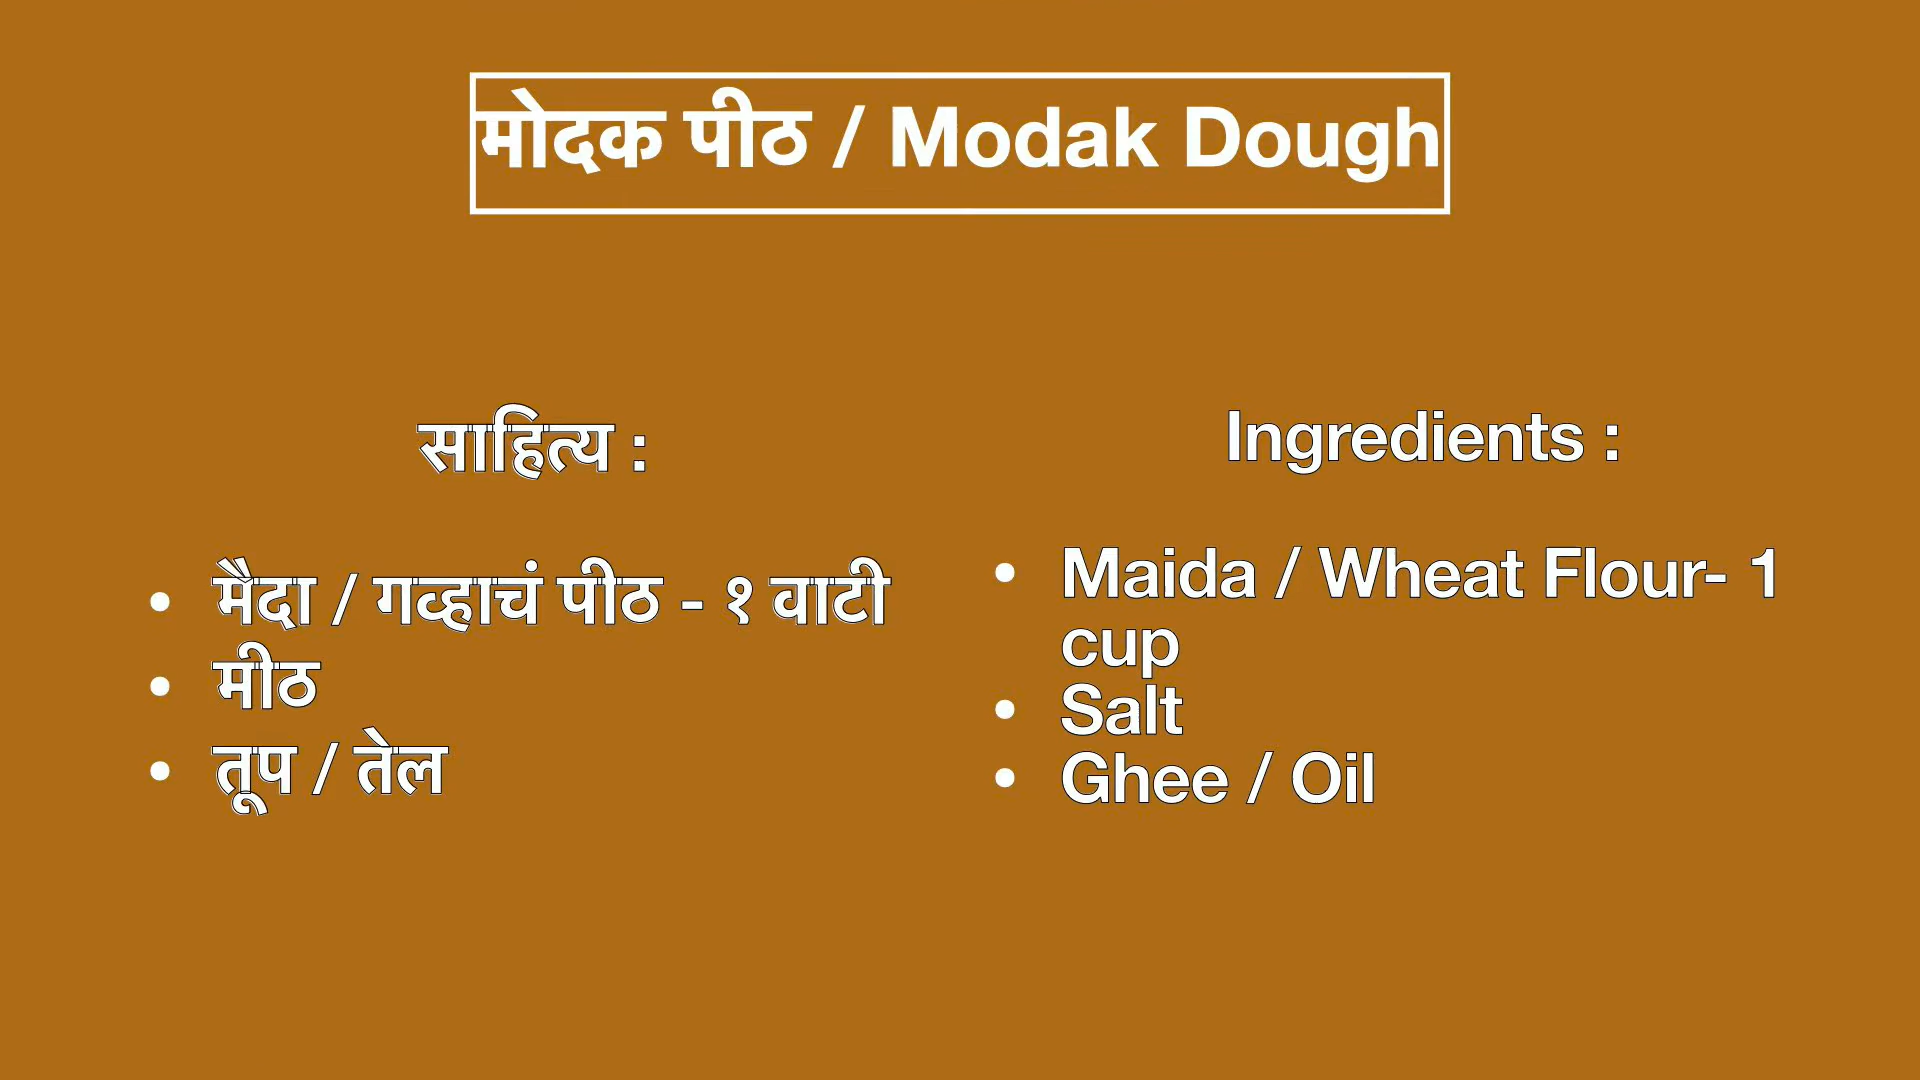 मोदक पीठ / Modak Dough
साहित्य :
• मैदा / गव्हाचं पीठ - १ वाटी
• मीठ
• तूप / तेल
Ingredients :
• Maida / Wheat Flour- 1
cup
• Salt
• Ghee / Oil